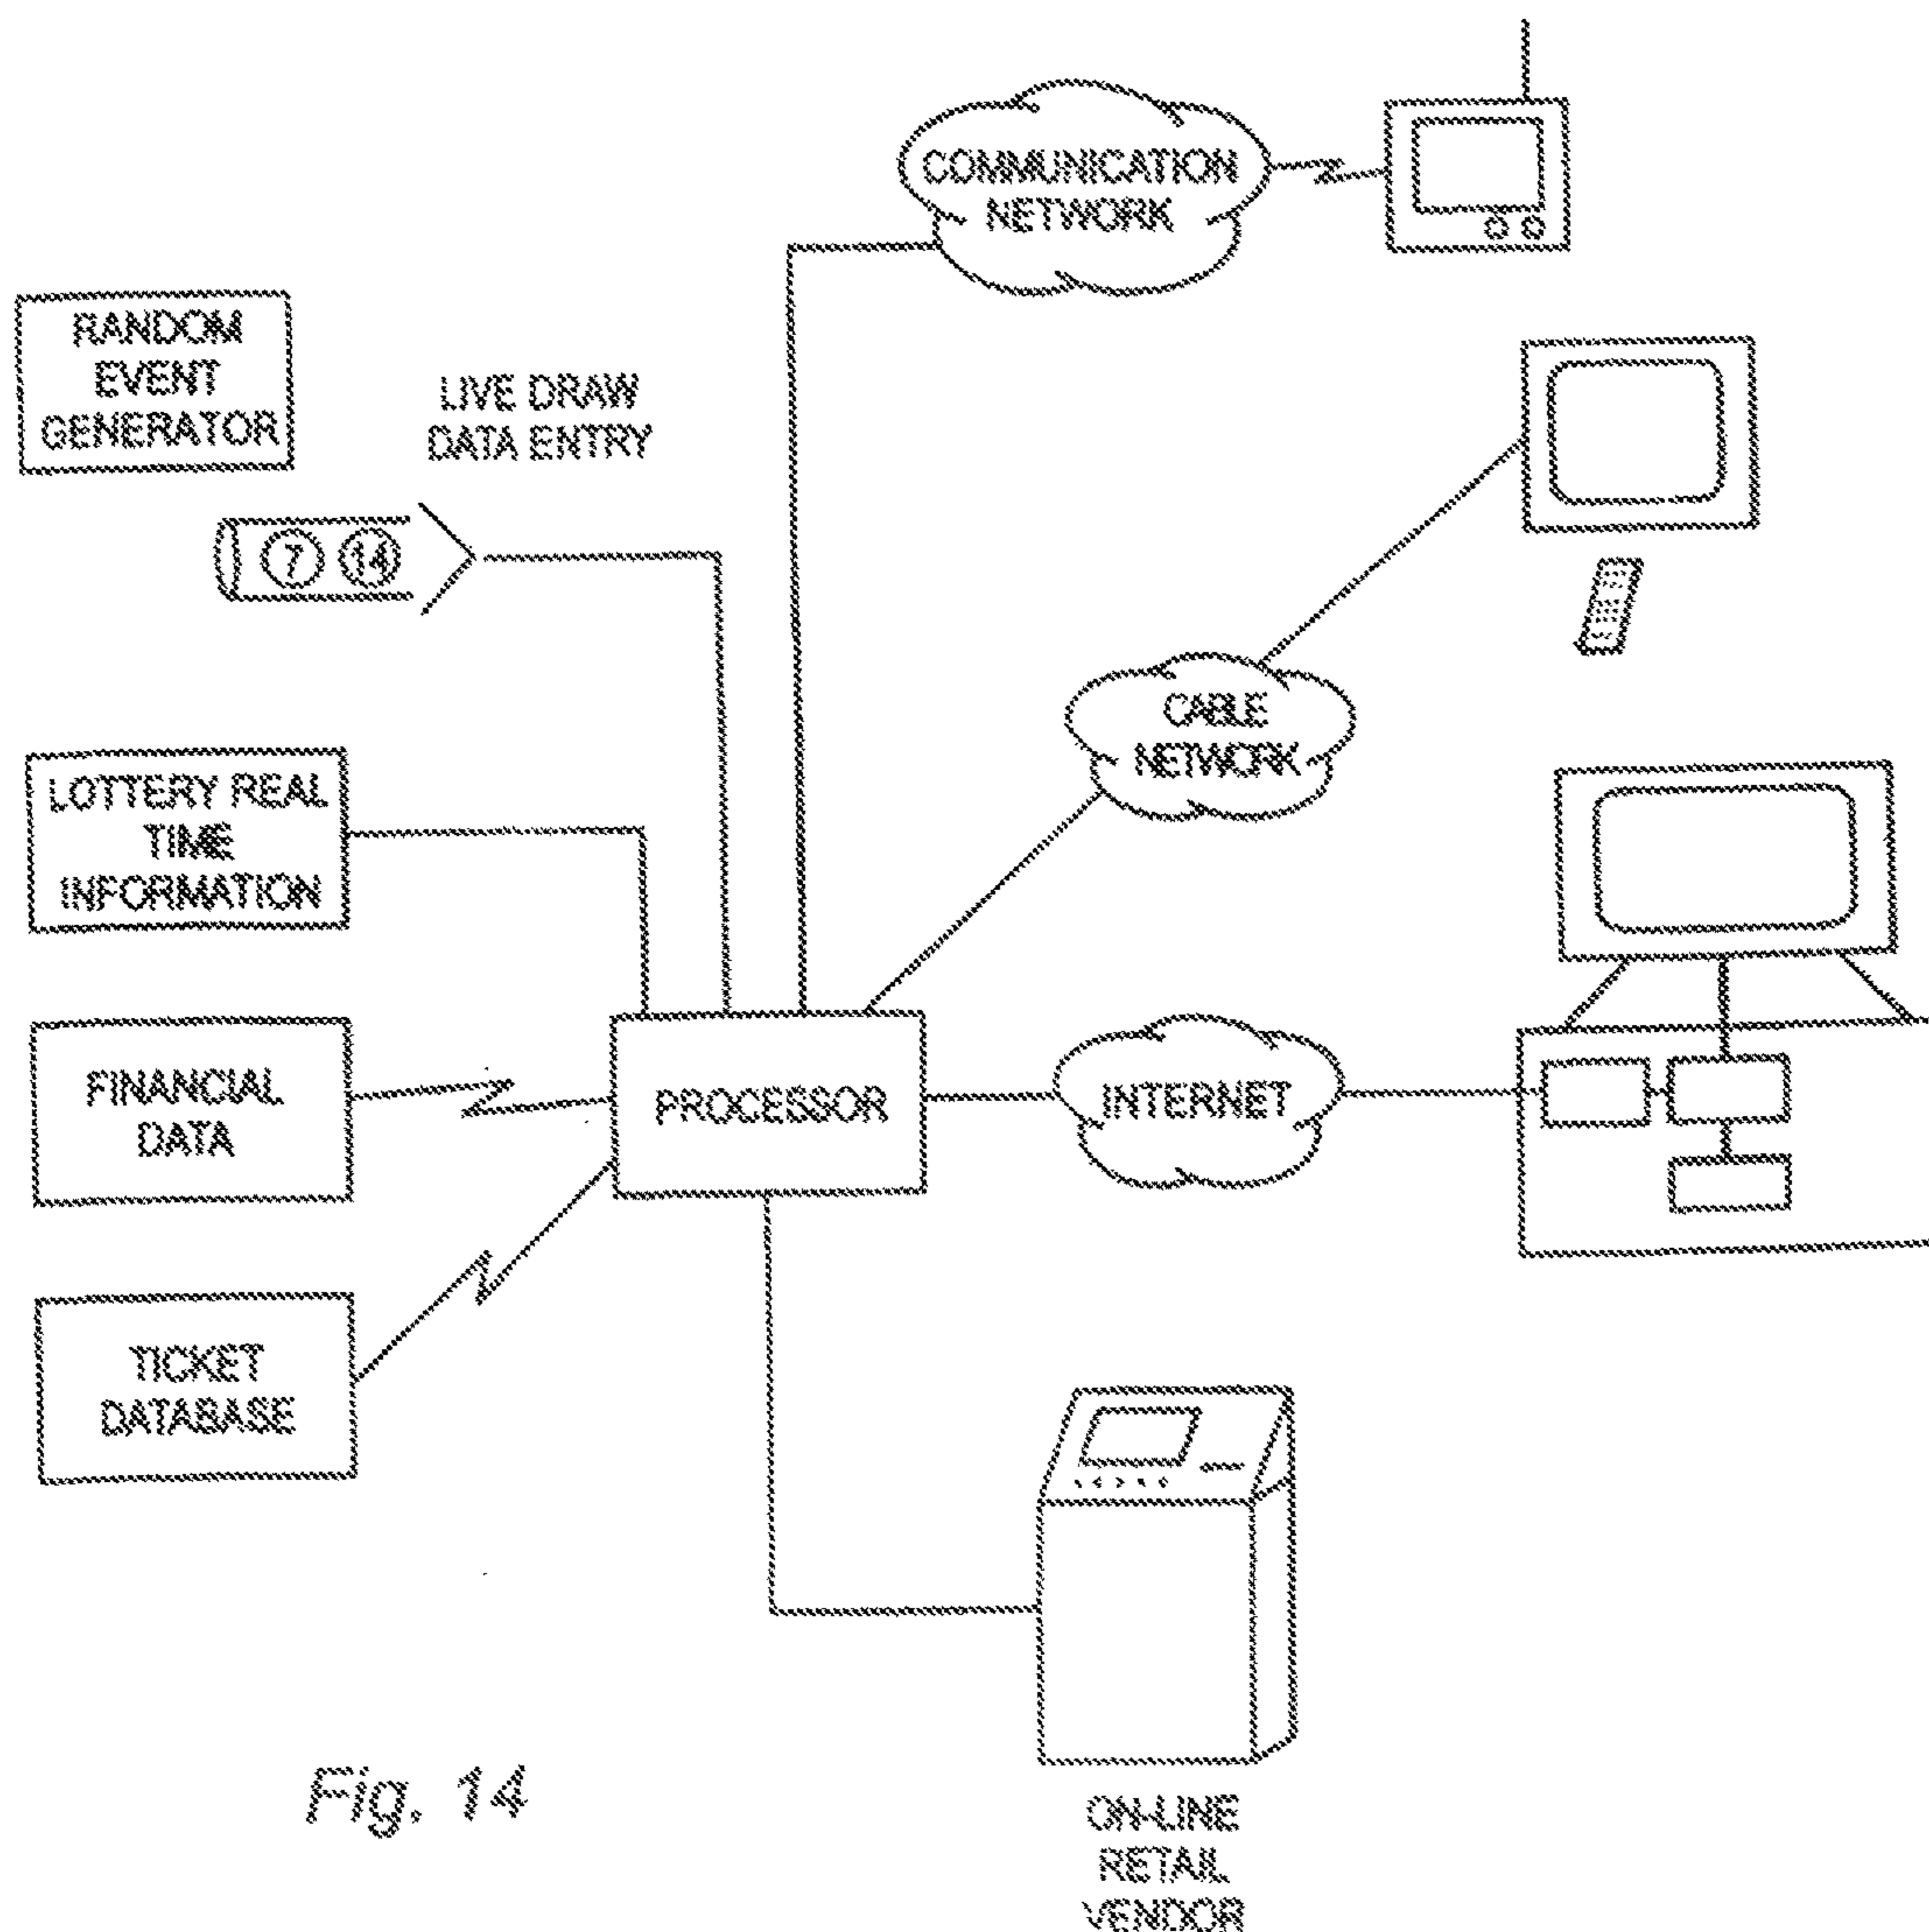 COMMUNICATION
NETWORK
RANDOM
EVENT
GENERATOR
LIVE DRAW
DATA ENTRY
7 14
CABLE
NETWORK
LOTTERY REAL
TIME
INFORMATION
FINANCIAL
DATA
PROCESSOR
INTERNET
TICKET
DATABASE
Fig. 14
ON-LINE
RETAIL
VENDOR